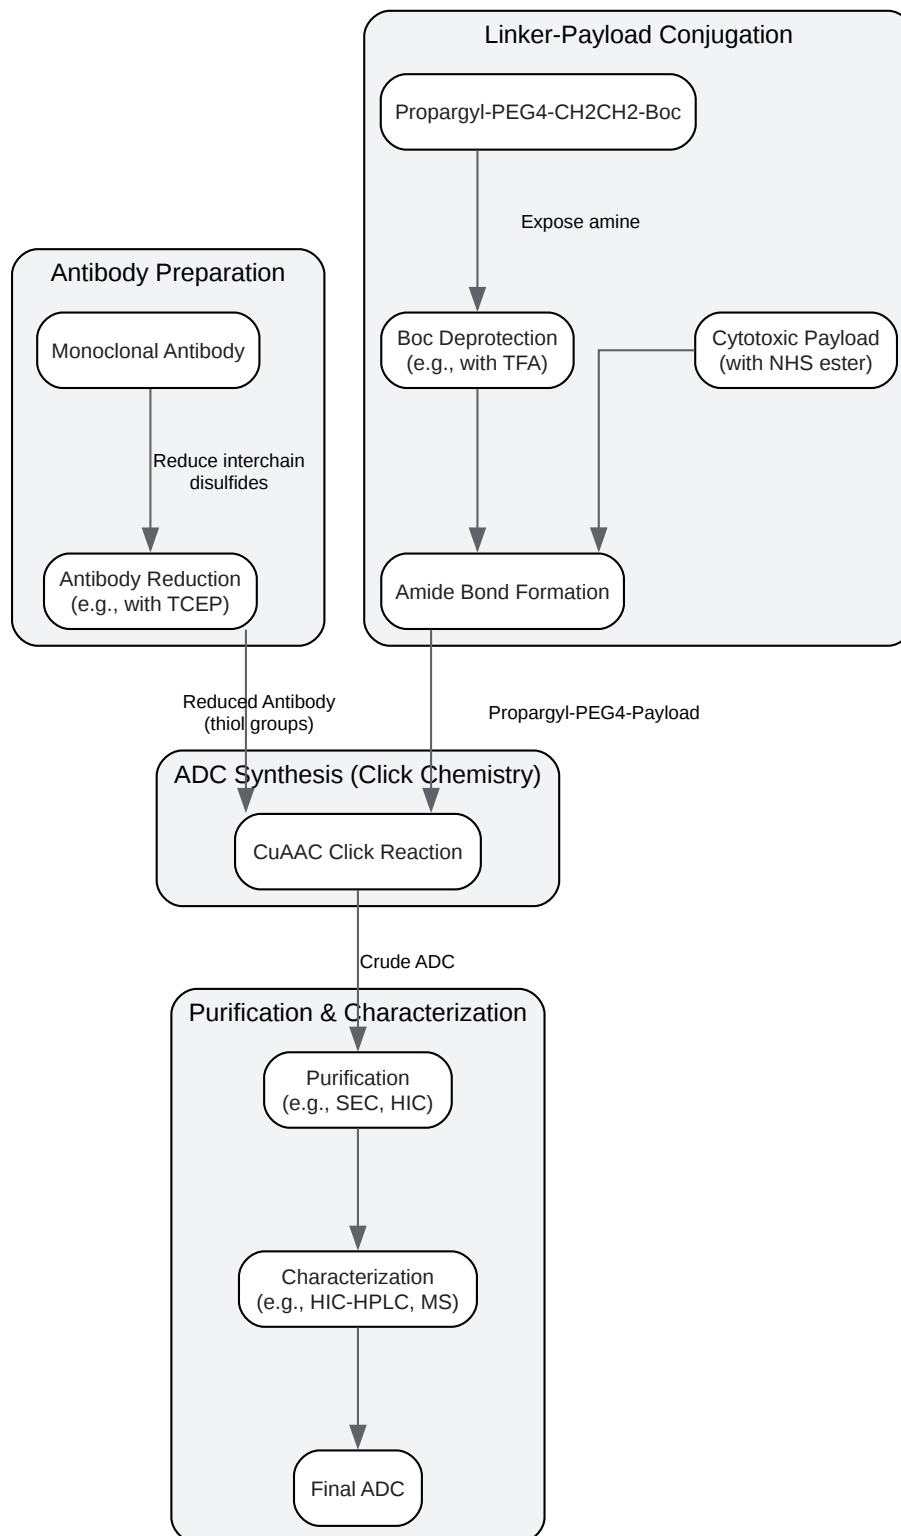 Linker-Payload Conjugation
Propargyl-PEG4-CH2CH2-Boc
Expose amine
Antibody Preparation
Monoclonal Antibody
Boc Deprotection
(e.g., with TFA)
Cytotoxic Payload
(with NHS ester)
Reduce interchain
disulfides
Antibody Reduction
(e.g., with TCEP)
Amide Bond Formation
Reduced Antibody
(thiol groups)
Propargyl-PEG4-Payload
ADC Synthesis (Click Chemistry)
CuAAC Click Reaction
Crude ADC
Purification & Characterization
Purification
(e.g., SEC, HIC)
Characterization
(e.g., HIC-HPLC, MS)
Final ADC